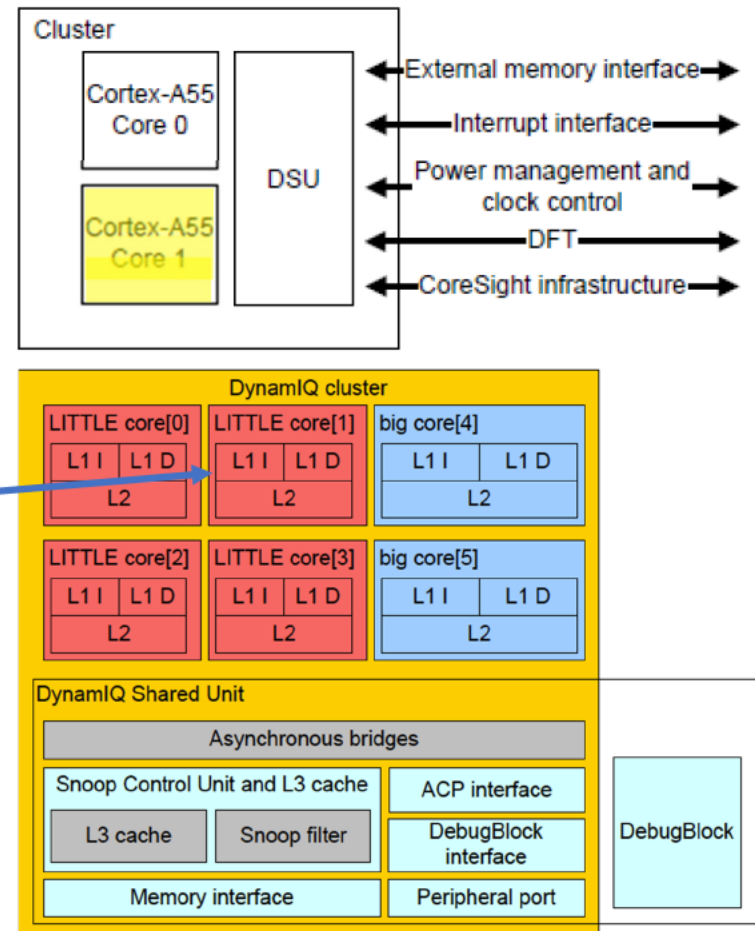 Cluster
Cortex-A55
Core 0
Cortex-A55
Core 1
DSU
External memory interface
Interrupt interface
Power management and
clock control
DFT
CoreSight infrastructure
DynamIQ cluster
LITTLE core[0]
L1 I
L1 D
L2
LITTLE core[1]
L1 I
L1 D
L2
big core[4]
L1 I
L1 D
L2
LITTLE core[2]
L1 I
L1 D
L2
LITTLE core[3]
L1 I
L1 D
L2
big core[5]
L1 I
L1 D
L2
DynamIQ Shared Unit
Asynchronous bridges
Snoop Control Unit and L3 cache
L3 cache
Snoop filter
ACP interface
DebugBlock
interface
Memory interface
Peripheral port
DebugBlock